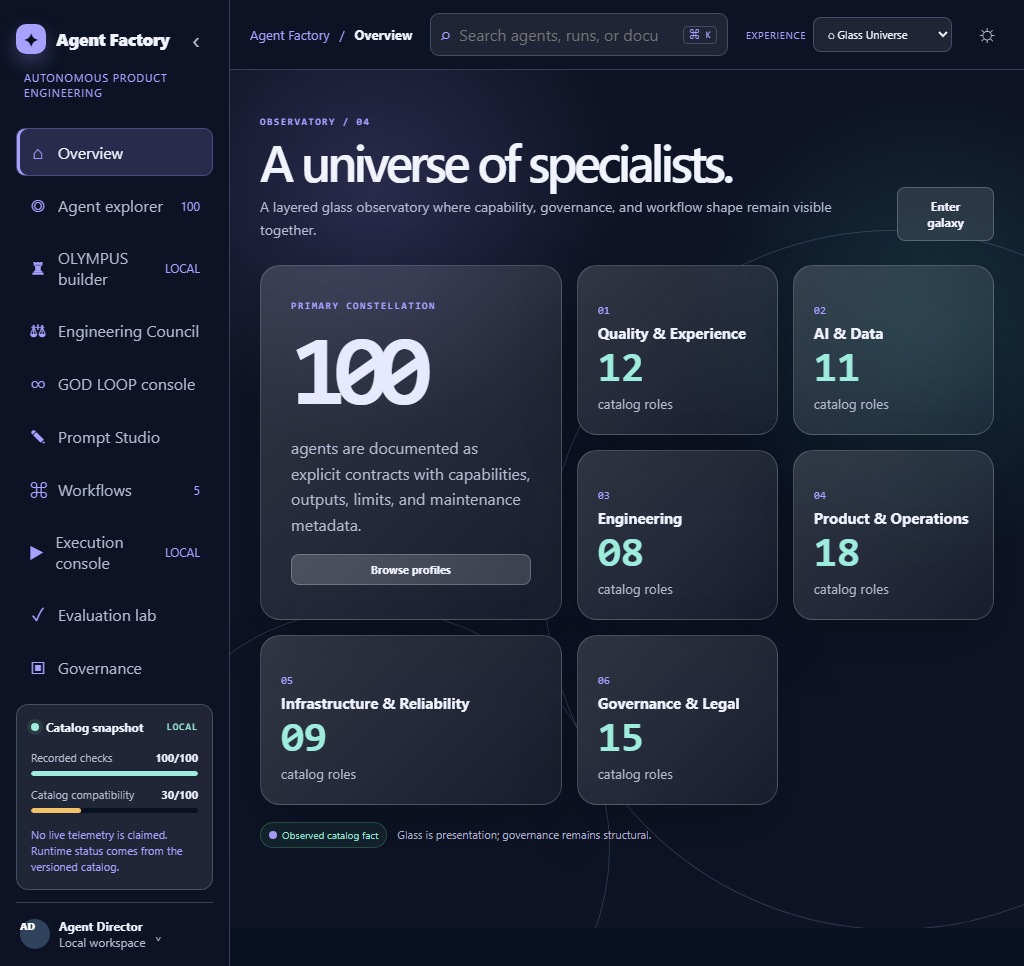 Agent Factory
AUTONOMOUS PRODUCT
ENGINEERING
Overview
Agent explorer 100
OLYMPUS
builder LOCAL
Engineering Council
GOD LOOP console
Prompt Studio
Workflows 5
Execution
console LOCAL
Evaluation lab
Governance
Catalog snapshot LOCAL
Recorded checks 100/100
Catalog compatibility 30/100
No live telemetry is claimed.
Runtime status comes from the
versioned catalog.
AD
Agent Director
Local workspace
Agent Factory / Overview
Search agents, runs, or docu
⌘ K
EXPERIENCE
Glass Universe
OBSERVATORY / 04
A universe of specialists.
A layered glass observatory where capability, governance, and workflow shape remain visible
together.
Enter
galaxy
PRIMARY CONSTELLATION
100
agents are documented as
explicit contracts with capabilities,
outputs, limits, and maintenance
metadata.
Browse profiles
01
Quality & Experience
12
catalog roles
02
AI & Data
11
catalog roles
03
Engineering
08
catalog roles
04
Product & Operations
18
catalog roles
05
Infrastructure & Reliability
09
catalog roles
06
Governance & Legal
15
catalog roles
Observed catalog fact
Glass is presentation; governance remains structural.